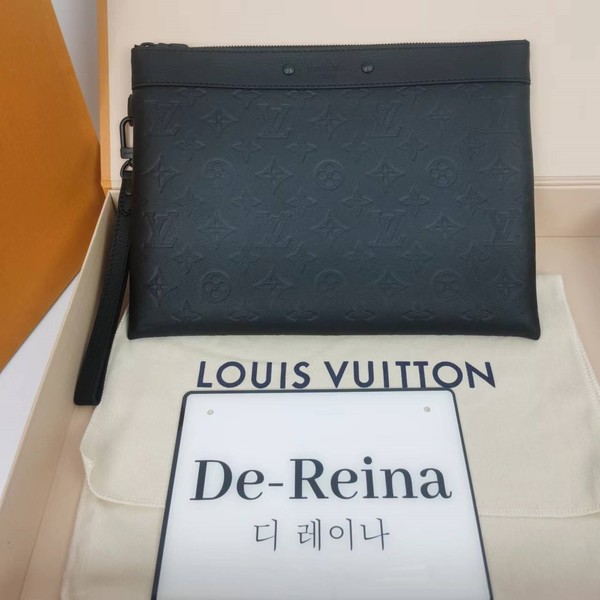 LOUIS VUITTON
De-Reina
디 레이나